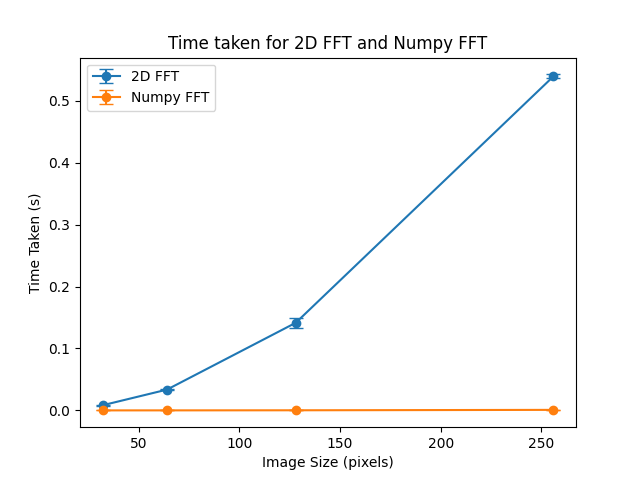 Time taken for 2D FFT and Numpy FFT
2D FFT
Numpy FFT
Time Taken (s)
0.5
0.4
0.3
0.2
0.1
0.0
50 100 150 200 250
Image Size (pixels)